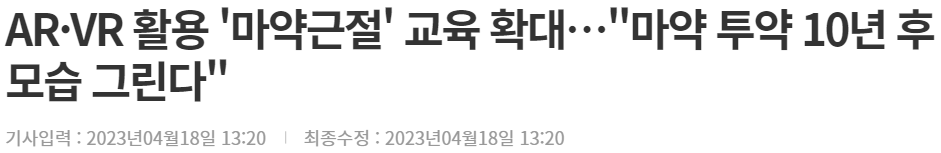 AR·VR 활용 '마약근절' 교육 확대…"마약 투약 10년 후
모습 그린다"
기사입력 : 2023년04월18일 13:20 | 최종수정 : 2023년04월18일 13:20